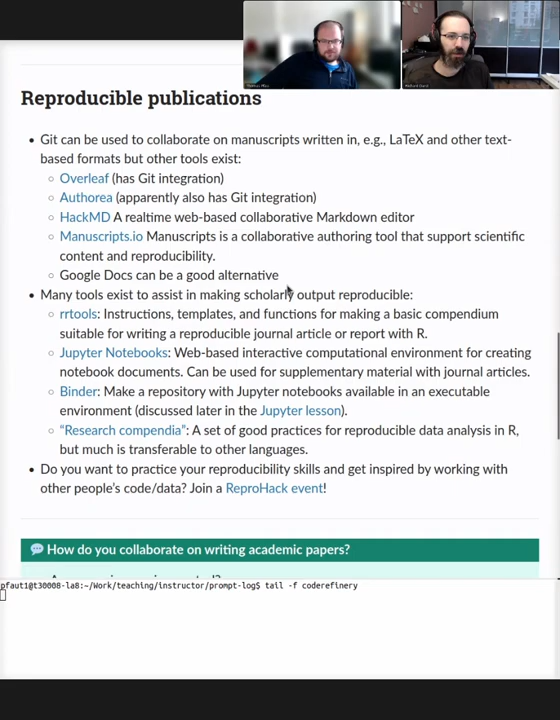 Reproducible publications
• Git can be used to collaborate on manuscripts written in, e.g., LaTeX and other text-
based formats but other tools exist:
◦ Overleaf (has Git integration)
◦ Authorea (apparently also has Git integration)
◦ HackMD A realtime web-based collaborative Markdown editor
◦ Manuscripts.io Manuscripts is a collaborative authoring tool that support scientific
content and reproducibility.
◦ Google Docs can be a good alternative
• Many tools exist to assist in making scholarly output reproducible:
◦ rrtools: Instructions, templates, and functions for making a basic compendium
suitable for writing a reproducible journal article or report with R.
◦ Jupyter Notebooks: Web-based interactive computational environment for creating
notebook documents. Can be used for supplementary material with journal articles.
◦ Binder: Make a repository with Jupyter notebooks available in an executable
environment (discussed later in the Jupyter lesson).
◦ “Research compendia”: A set of good practices for reproducible data analysis in R,
but much is transferable to other languages.
• Do you want to practice your reproducibility skills and get inspired by working with
other people's code/data? Join a ReproHack event!
How do you collaborate on writing academic papers?
pfaut1@t30008-la8:~/Work/teaching/instructor/prompt-log$ tail -f coderefinery